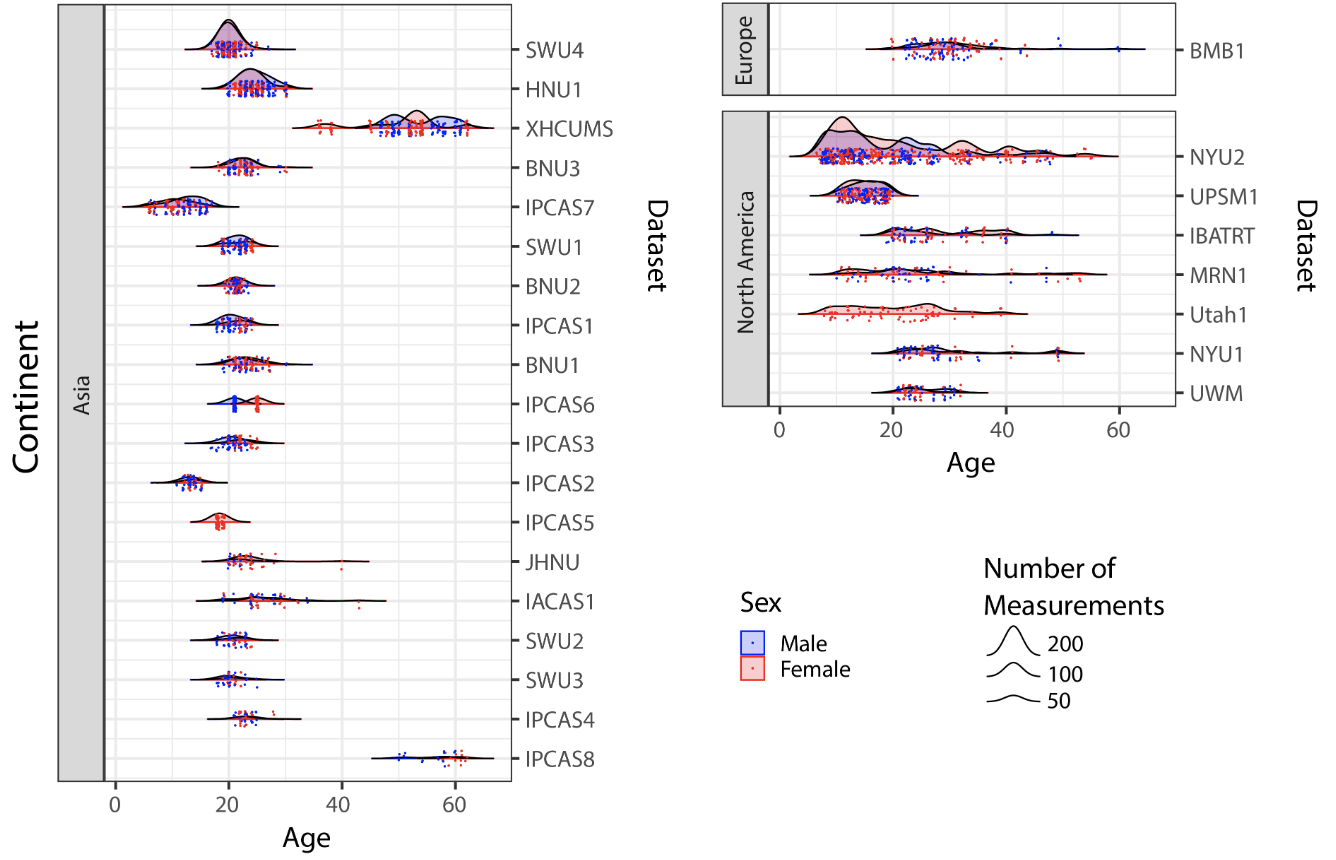 Continent
Asia
SWU4
HNU1
XHCUMS
BNU3
IPCAS7
SWU1
BNU2
IPCAS1
BNU1
IPCAS6
IPCAS3
IPCAS2
IPCAS5
JHNU
IACAS1
SWU2
SWU3
IPCAS4
IPCAS8
Dataset
0 20 40 60
Age
Europe
BMB1
North America
NYU2
UPSM1
IBATRT
MRN1
Utah1
NYU1
UWM
Dataset
0 20 40 60
Age
Sex
Male
Female
Number of
Measurements
200
100
50